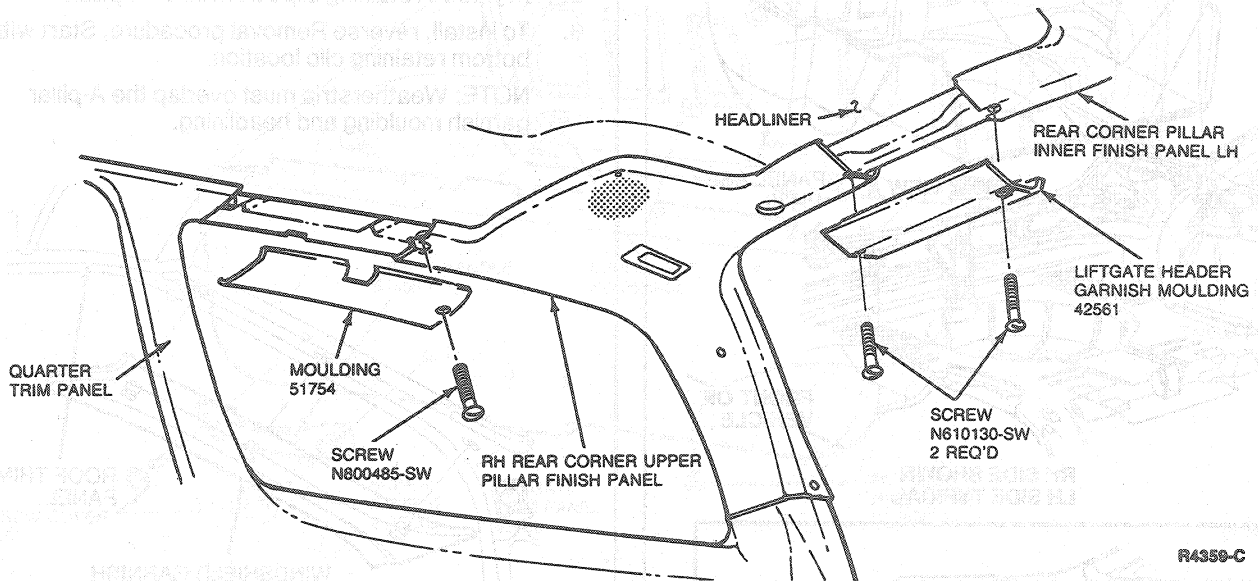 HEADLINER
REAR CORNER PILLAR
INNER FINISH PANEL LH
LIFTGATE HEADER
GARNISH MOULDING
42561
QUARTER
TRIM PANEL
MOULDING
51754
SCREW
N800485-SW
RH REAR CORNER UPPER
PILLAR FINISH PANEL
SCREW
N610130-SW
2 REQ'D
R4359-C